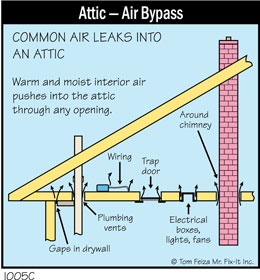 Attic – Air Bypass
COMMON AIR LEAKS INTO
AN ATTIC
Warm and moist interior air
pushes into the attic
through any opening.
Around
chimney
Wiring
Trap
door
Plumbing
vents
Electrical
boxes,
lights, fans
Gaps in drywall
© Tom Feiza Mr. Fix-It Inc.
I005C